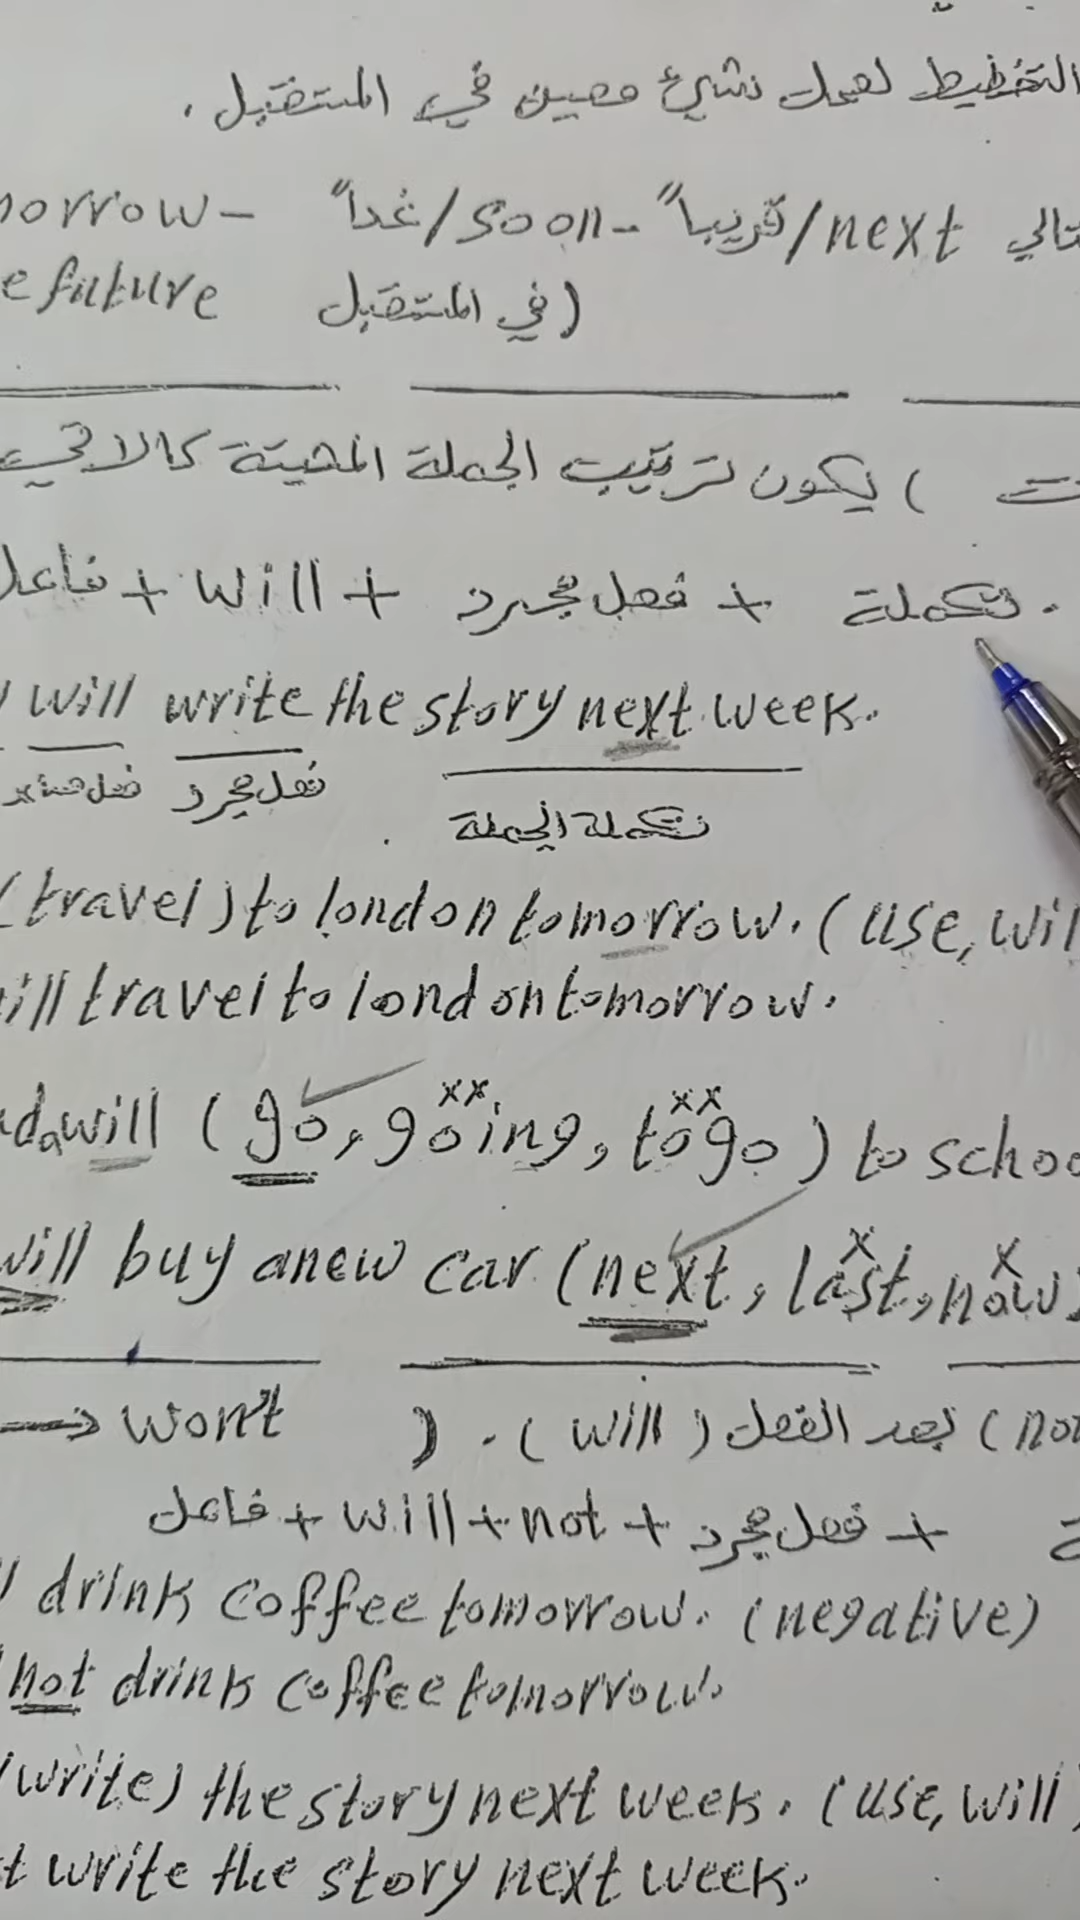 التخطيط لعمل شيئ معين في المستقبل.
orrow- غداً"/soon-"قريباً/next تالي
e future في المستقبل)
ت ) يكون ترتيب الجملة المثبتة كالاتي
فاعل + will + فعل مجرد + تكملة.
will write the story next week.
فعل مساعد فعل مجرد تكملة الجملة
(travel) to london tomorrow. (use, wil
ill travel to london tomorrow.
will (go, going, to go) to schoo
will buy a new car (next, last, now)
→ won't ) . (will) بعد الفعل (not
فاعل + will + not + فعل مجرد +
drink coffee tomorrow. (negative)
not drink coffee tomorrow.
(write) the story next week. (use, will
t write the story next week.